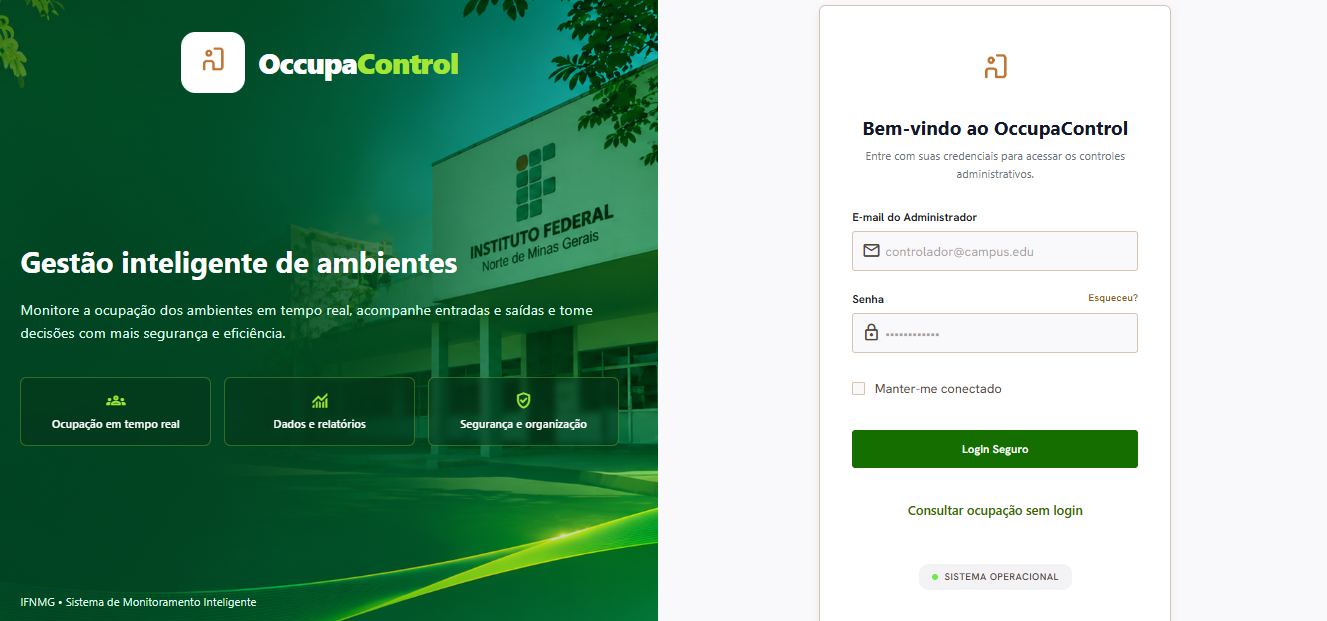 OccupaControl
INSTITUTO FEDERAL
Norte de Minas Gerais
Gestão inteligente de ambientes
Monitore a ocupação dos ambientes em tempo real, acompanhe entradas e saídas e tome
decisões com mais segurança e eficiência.
Ocupação em tempo real
Dados e relatórios
Segurança e organização
IFNMG • Sistema de Monitoramento Inteligente
Bem-vindo ao OccupaControl
Entre com suas credenciais para acessar os controles
administrativos.
E-mail do Administrador
controlador@campus.edu
Senha
Esqueceu?
••••••••••••
Manter-me conectado
Login Seguro
Consultar ocupação sem login
SISTEMA OPERACIONAL